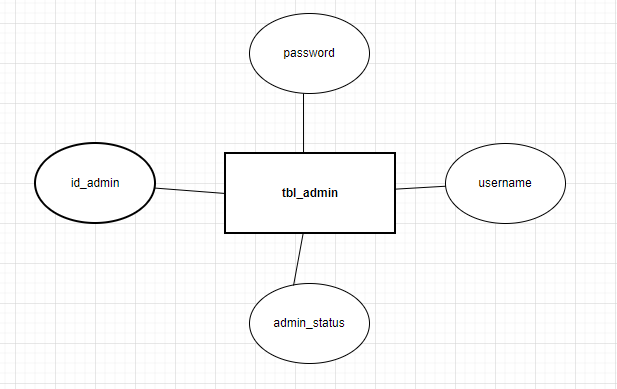 password
id_admin
tbl_admin
username
admin_status